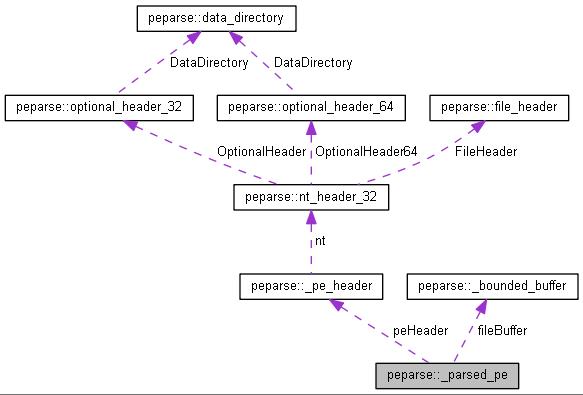 peparse::data_directory
DataDirectory
DataDirectory
peparse::optional_header_32
peparse::optional_header_64
peparse::file_header
OptionalHeader
OptionalHeader64
FileHeader
peparse::nt_header_32
nt
peparse::_pe_header
peparse::_bounded_buffer
peHeader
fileBuffer
peparse::_parsed_pe